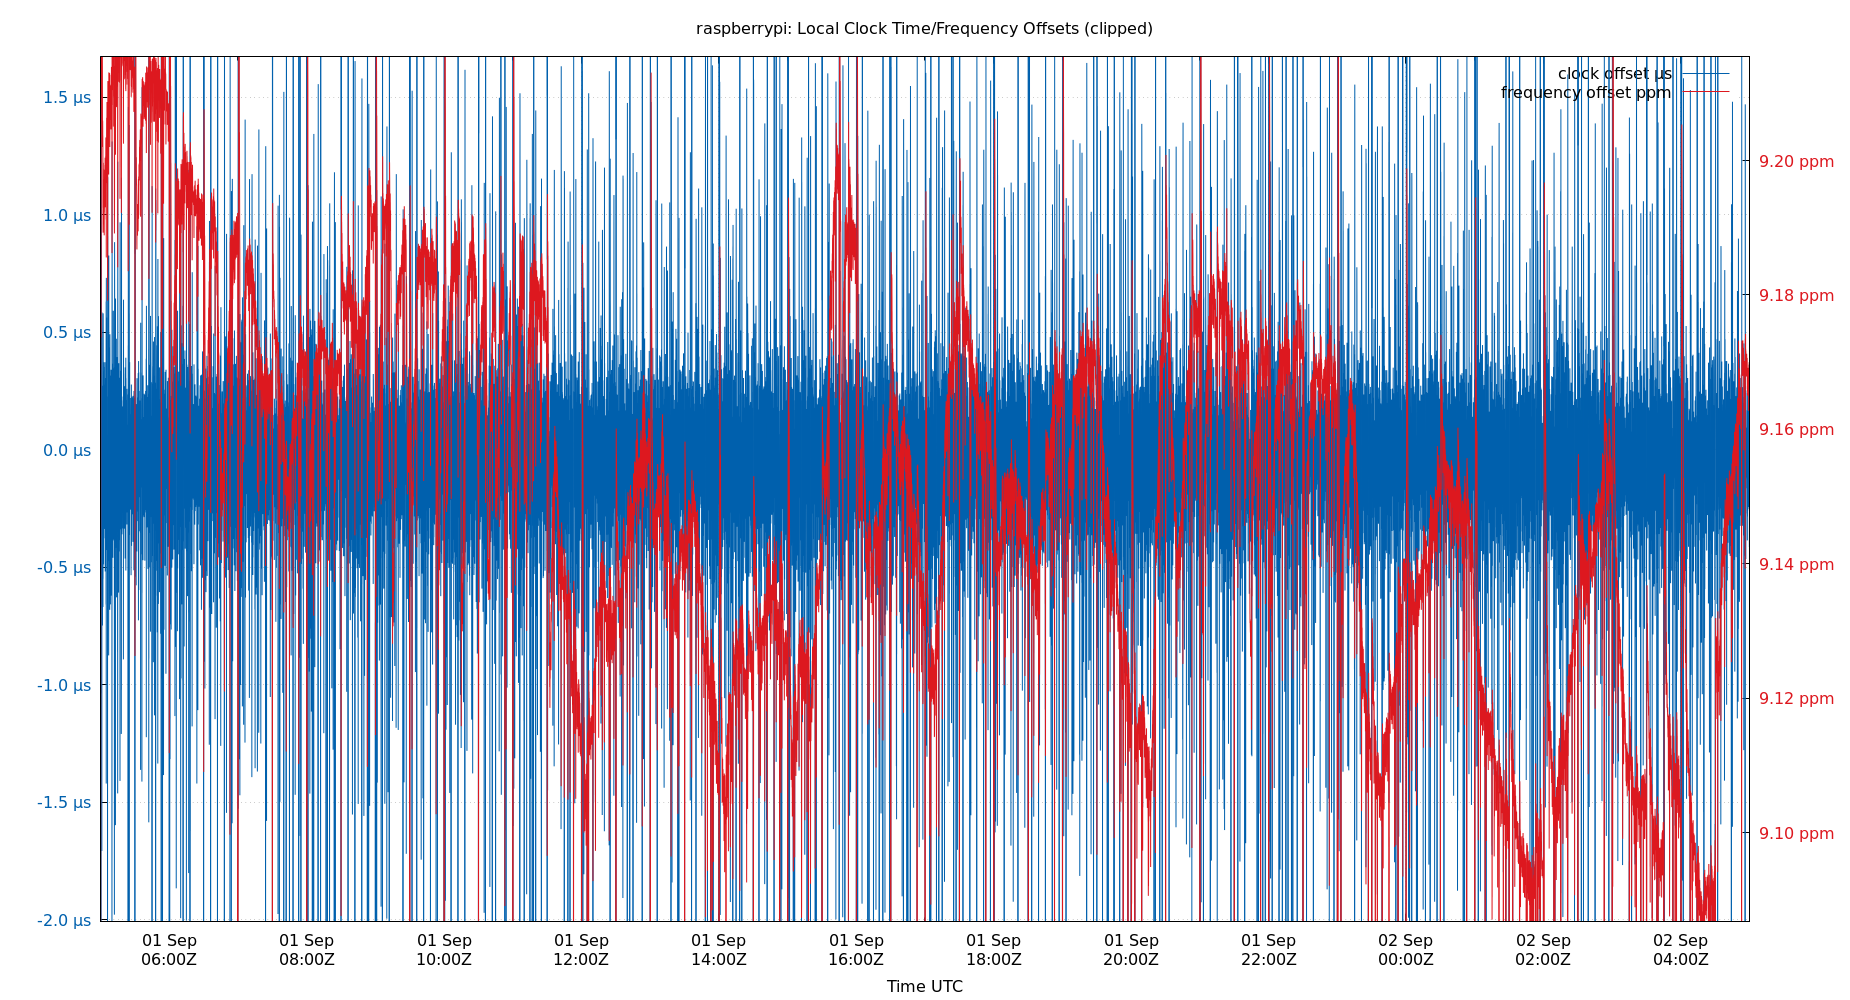 raspberrypi: Local Clock Time/Frequency Offsets (clipped)
clock offset µs
frequency offset ppm
1.5 µs
1.0 µs
0.5 µs
0.0 µs
-0.5 µs
-1.0 µs
-1.5 µs
-2.0 µs
9.20 ppm
9.18 ppm
9.16 ppm
9.14 ppm
9.12 ppm
9.10 ppm
01 Sep 01 Sep 01 Sep 01 Sep 01 Sep 01 Sep 01 Sep 01 Sep 01 Sep 02 Sep 02 Sep 02 Sep
06:00Z 08:00Z 10:00Z 12:00Z 14:00Z 16:00Z 18:00Z 20:00Z 22:00Z 00:00Z 02:00Z 04:00Z
Time UTC